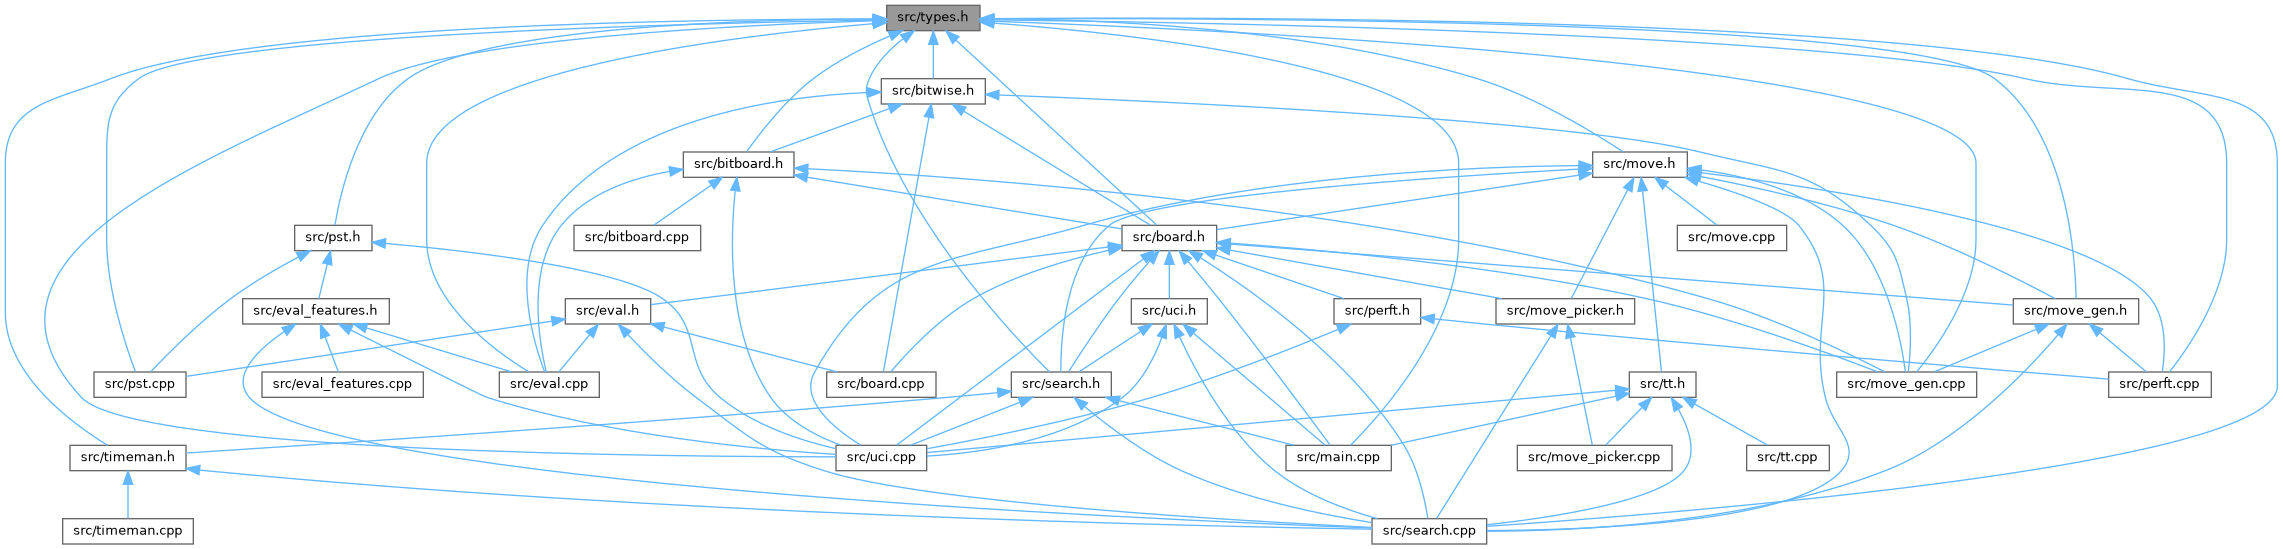 src/types.h
src/bitwise.h
src/bitboard.h
src/move.h
src/pst.h
src/bitboard.cpp
src/board.h
src/move.cpp
src/eval_features.h
src/eval.h
src/uci.h
src/perft.h
src/move_picker.h
src/move_gen.h
src/pst.cpp
src/eval_features.cpp
src/eval.cpp
src/board.cpp
src/search.h
src/tt.h
src/move_gen.cpp
src/perft.cpp
src/timeman.h
src/uci.cpp
src/main.cpp
src/move_picker.cpp
src/tt.cpp
src/timeman.cpp
src/search.cpp